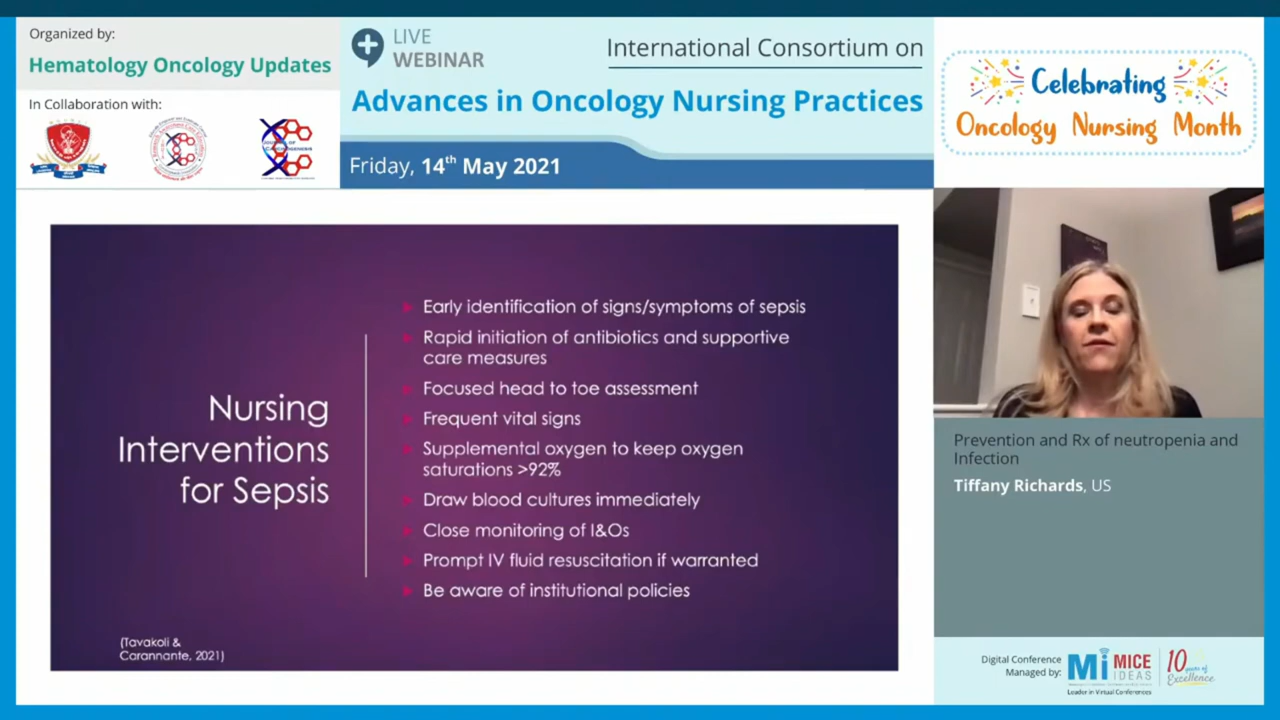 Organized by:
Hematology Oncology Updates
In Collaboration with:
LIVE
WEBINAR
International Consortium on
Advances in Oncology Nursing Practices
Friday, 14th May 2021
Celebrating
Oncology Nursing Month
Nursing
Interventions
for Sepsis
(Tavakoli &
Carannante, 2021)
Early identification of signs/symptoms of sepsis
Rapid initiation of antibiotics and supportive
care measures
Focused head to toe assessment
Frequent vital signs
Supplemental oxygen to keep oxygen
saturations >92%
Draw blood cultures immediately
Close monitoring of I&Os
Prompt IV fluid resuscitation if warranted
Be aware of institutional policies
Prevention and Rx of neutropenia and
Infection
Tiffany Richards, US
Digital Conference
Managed by:
Mi MICE
IDEAS
Leader in Virtual Conferences
10 years of
Excellence